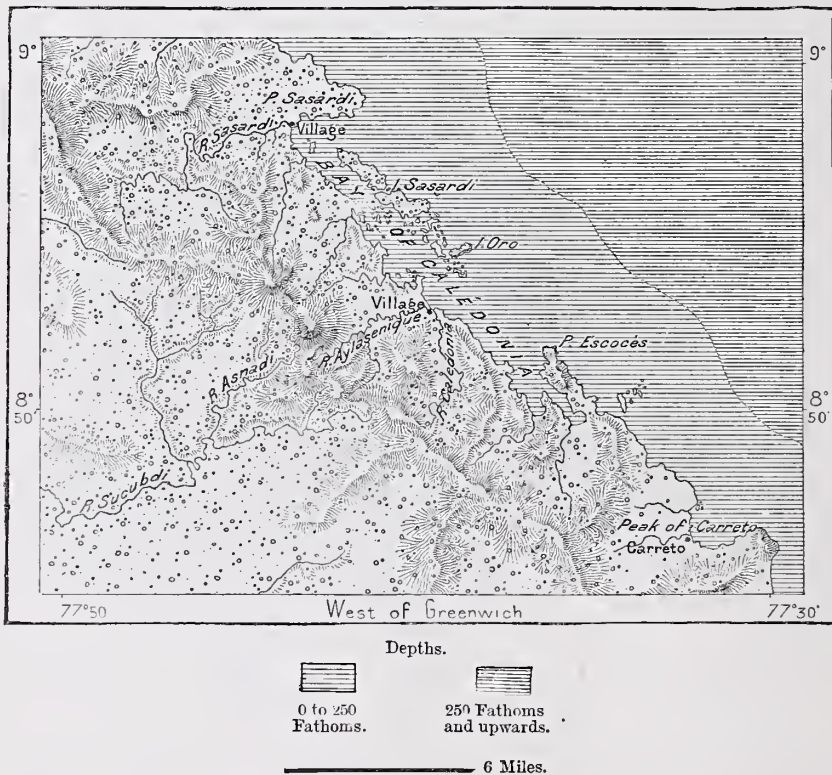 9°
9°
P. Sasardi
R. Sasardi
Village
I. Sasardi
BAY OF CALÉDONIA
I. Oro
Village
R. Aylasenique
P. Escocés
R. Asnadi
R. Caledonia
8°
50'
8°
50'
R. Sucubdi
Peak of Carreto
Carreto
77°50
West of Greenwich
77°30
Depths.
0 to 250
Fathoms.
250 Fathoms
and upwards.
6 Miles.